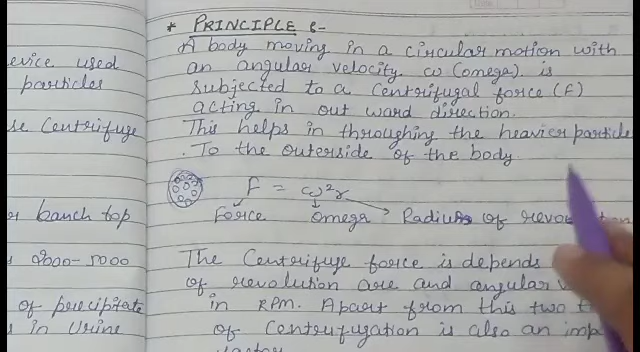 * PRINCIPLE :-
A body moving in a circular motion with
an angular velocity ω (omega) is
subjected to a centrifugal force (F)
acting in out ward direction.
This helps in throughing the heavier particle
To the outerside of the body
F = ω²r
Force Omega Radius of
The Centrifuge force is depends
of revolution are and angular
in RPM. Apart from this two
of Centrifugation is also an
evice used
particles
Centrifuge
banch top
2000-5000
of precipitate
in Urine